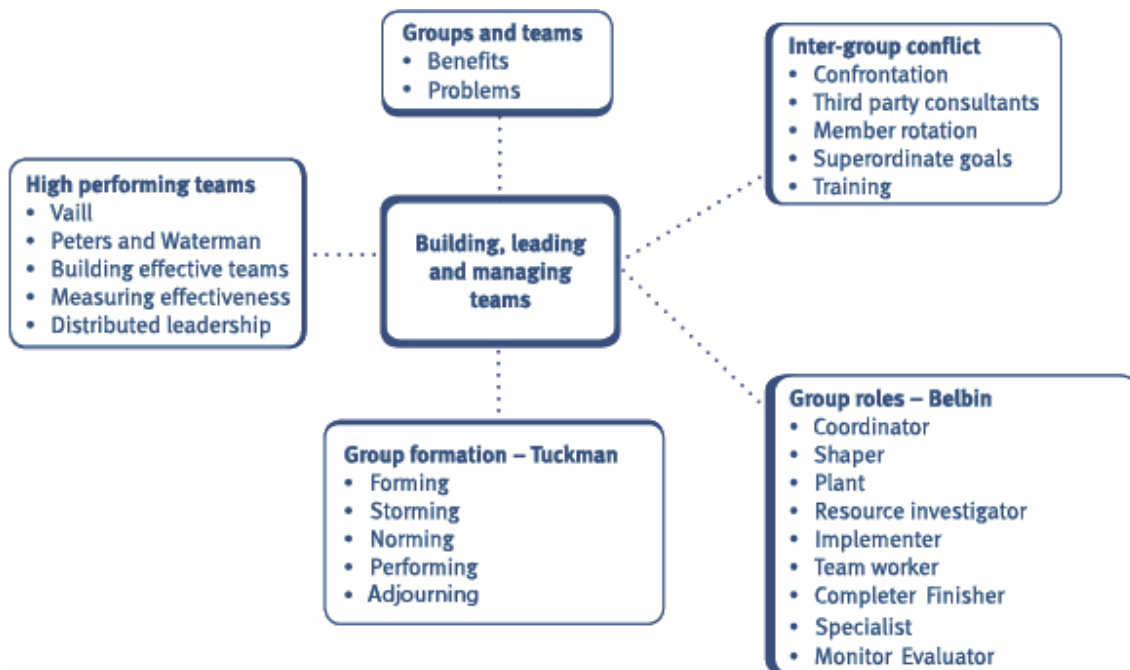 Groups and teams
• Benefits
• Problems
Inter-group conflict
• Confrontation
• Third party consultants
• Member rotation
• Superordinate goals
• Training
High performing teams
• Vaill
• Peters and Waterman
• Building effective teams
• Measuring effectiveness
• Distributed leadership
Building, leading
and managing
teams
Group formation – Tuckman
• Forming
• Storming
• Norming
• Performing
• Adjourning
Group roles – Belbin
• Coordinator
• Shaper
• Plant
• Resource investigator
• Implementer
• Team worker
• Completer Finisher
• Specialist
• Monitor Evaluator